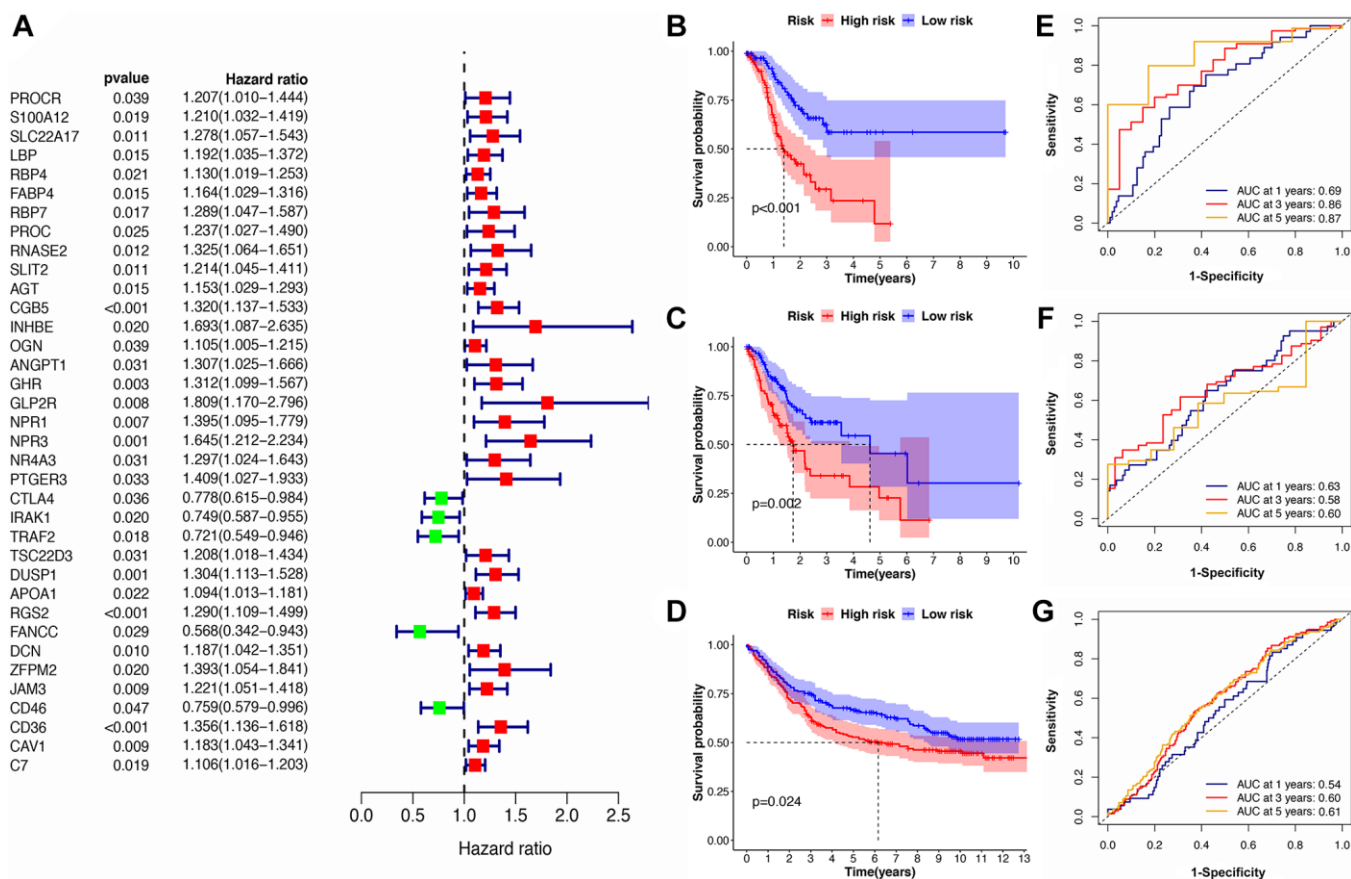 A
pvalue Hazard ratio
PROCR 0.039 1.207(1.010−1.444)
S100A12 0.019 1.210(1.032−1.419)
SLC22A17 0.011 1.278(1.057−1.543)
LBP 0.015 1.192(1.035−1.372)
RBP4 0.021 1.130(1.019−1.253)
FABP4 0.015 1.164(1.029−1.316)
RBP7 0.017 1.289(1.047−1.587)
PROC 0.025 1.237(1.027−1.490)
RNASE2 0.012 1.325(1.064−1.651)
SLIT2 0.011 1.214(1.045−1.411)
AGT 0.015 1.153(1.029−1.293)
CGB5 <0.001 1.320(1.137−1.533)
INHBE 0.020 1.693(1.087−2.635)
OGN 0.039 1.105(1.005−1.215)
ANGPT1 0.031 1.307(1.025−1.666)
GHR 0.003 1.312(1.099−1.567)
GLP2R 0.008 1.809(1.170−2.796)
NPR1 0.007 1.395(1.095−1.779)
NPR3 0.001 1.645(1.212−2.234)
NR4A3 0.031 1.297(1.024−1.643)
PTGER3 0.033 1.409(1.027−1.933)
CTLA4 0.036 0.778(0.615−0.984)
IRAK1 0.020 0.749(0.587−0.955)
TRAF2 0.018 0.721(0.549−0.946)
TSC22D3 0.031 1.208(1.018−1.434)
DUSP1 0.001 1.304(1.113−1.528)
APOA1 0.022 1.094(1.013−1.181)
RGS2 <0.001 1.290(1.109−1.499)
FANCC 0.029 0.568(0.342−0.943)
DCN 0.010 1.187(1.042−1.351)
ZFPM2 0.020 1.393(1.054−1.841)
JAM3 0.009 1.221(1.051−1.418)
CD46 0.047 0.759(0.579−0.996)
CD36 <0.001 1.356(1.136−1.618)
CAV1 0.009 1.183(1.043−1.341)
C7 0.019 1.106(1.016−1.203)
0.0 0.5 1.0 1.5 2.0 2.5
Hazard ratio
B
Risk High risk Low risk
Survival probability
1.00
0.75
0.50
0.25
0.00
p<0.001
0 1 2 3 4 5 6 7 8 9 10
Time(years)
C
Risk High risk Low risk
Survival probability
1.00
0.75
0.50
0.25
0.00
p=0.002
0 1 2 3 4 5 6 7 8 9 10
Time(years)
D
Risk High risk Low risk
Survival probability
1.00
0.75
0.50
0.25
0.00
p=0.024
0 1 2 3 4 5 6 7 8 9 10 11 12 13
Time(years)
E
Sensitivity
1.0
0.8
0.6
0.4
0.2
0.0
AUC at 1 years: 0.69
AUC at 3 years: 0.86
AUC at 5 years: 0.87
0.0 0.2 0.4 0.6 0.8 1.0
1-Specificity
F
Sensitivity
1.0
0.8
0.6
0.4
0.2
0.0
AUC at 1 years: 0.63
AUC at 3 years: 0.58
AUC at 5 years: 0.60
0.0 0.2 0.4 0.6 0.8 1.0
1-Specificity
G
Sensitivity
1.0
0.8
0.6
0.4
0.2
0.0
AUC at 1 years: 0.54
AUC at 3 years: 0.60
AUC at 5 years: 0.61
0.0 0.2 0.4 0.6 0.8 1.0
1-Specificity